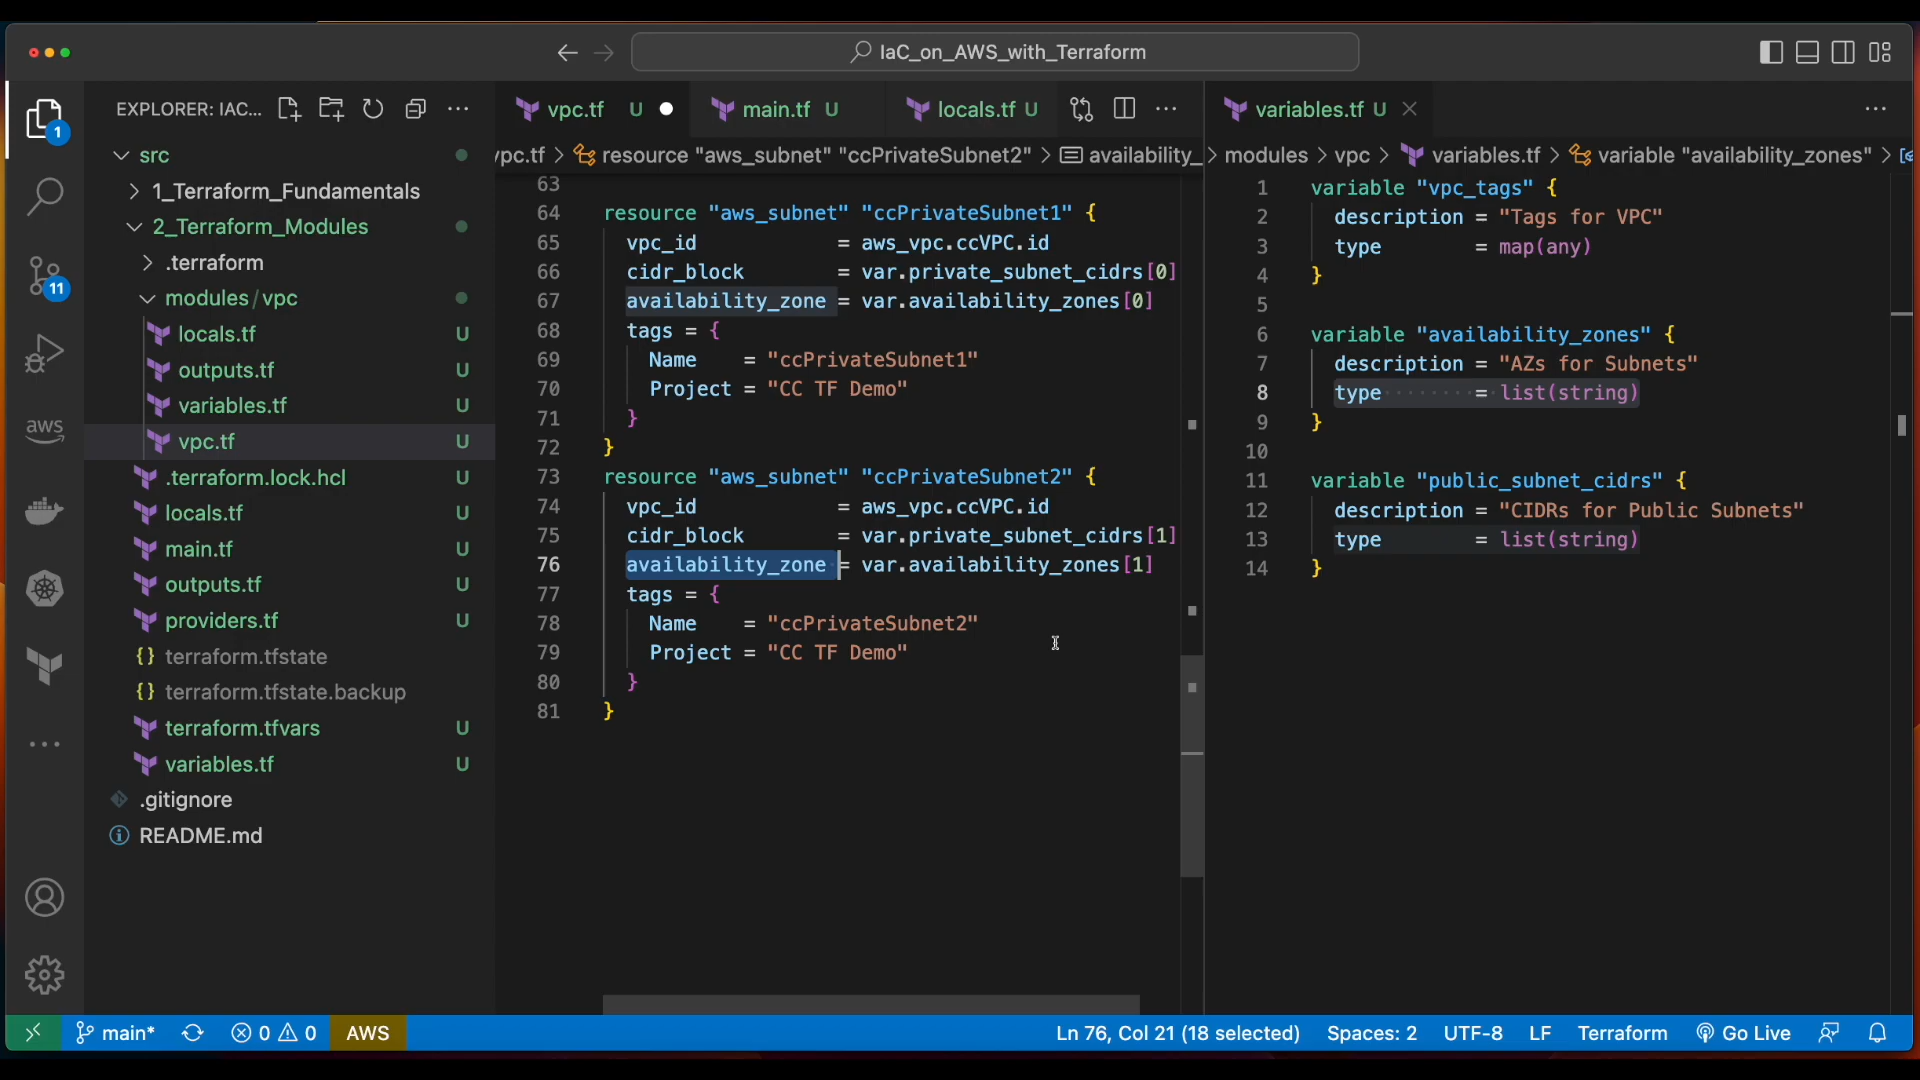 IaC_on_AWS_with_Terraform
EXPLORER: IAC...
src
1_Terraform_Fundamentals
2_Terraform_Modules
.terraform
modules/vpc
locals.tf U
outputs.tf U
variables.tf U
vpc.tf U
.terraform.lock.hcl U
locals.tf U
main.tf U
outputs.tf U
providers.tf U
{} terraform.tfstate
{} terraform.tfstate.backup
terraform.tfvars U
variables.tf U
.gitignore
README.md
1
11
aws
vpc.tf U
main.tf U
locals.tf U
vpc.tf > resource "aws_subnet" "ccPrivateSubnet2" > availability_
63
64 resource "aws_subnet" "ccPrivateSubnet1" {
65 vpc_id = aws_vpc.ccVPC.id
66 cidr_block = var.private_subnet_cidrs[0]
67 availability_zone = var.availability_zones[0]
68 tags = {
69 Name = "ccPrivateSubnet1"
70 Project = "CC TF Demo"
71 }
72 }
73 resource "aws_subnet" "ccPrivateSubnet2" {
74 vpc_id = aws_vpc.ccVPC.id
75 cidr_block = var.private_subnet_cidrs[1]
76 availability_zone = var.availability_zones[1]
77 tags = {
78 Name = "ccPrivateSubnet2"
79 Project = "CC TF Demo"
80 }
81 }
variables.tf U
> modules > vpc > variables.tf > variable "availability_zones" >
1 variable "vpc_tags" {
2 description = "Tags for VPC"
3 type = map(any)
4 }
5
6 variable "availability_zones" {
7 description = "AZs for Subnets"
8 type = list(string)
9 }
10
11 variable "public_subnet_cidrs" {
12 description = "CIDRs for Public Subnets"
13 type = list(string)
14 }
main* 0 0 AWS Ln 76, Col 21 (18 selected) Spaces: 2 UTF-8 LF Terraform Go Live